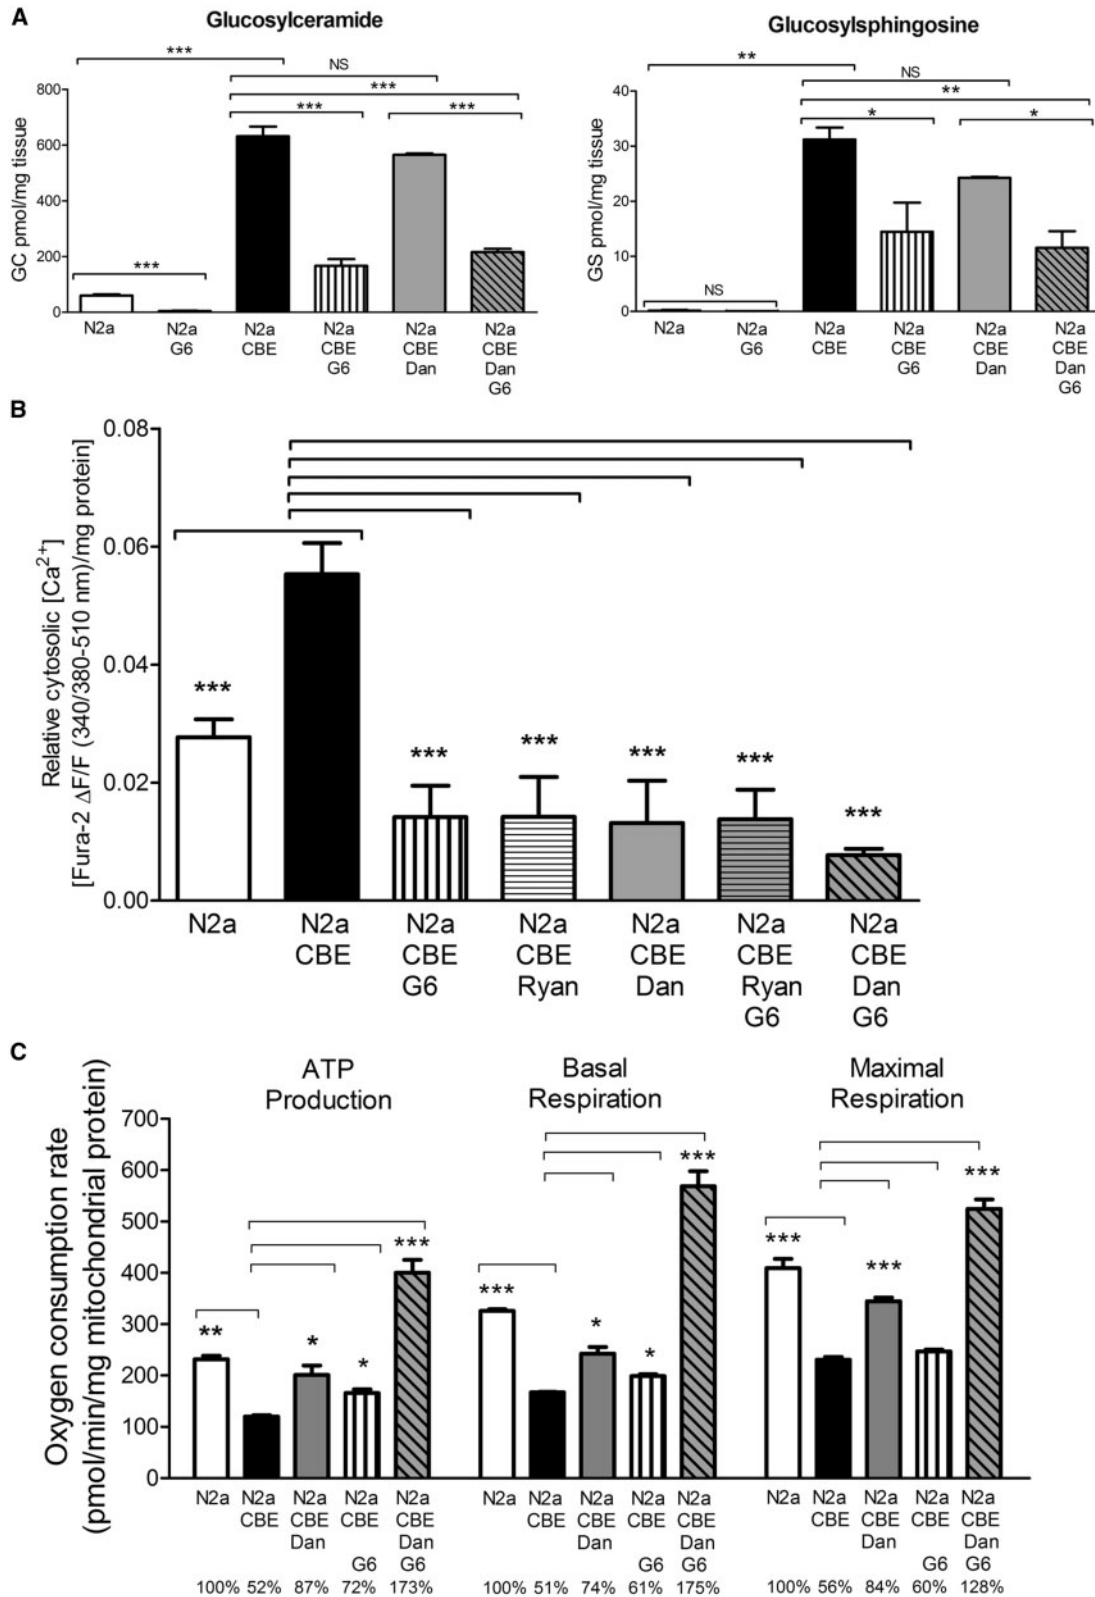 A
Glucosylceramide
Glucosylsphingosine
***
NS
***
***
***
***
**
NS
**
*
*
NS
GC pmol/mg tissue
800
600
400
200
0
GS pmol/mg tissue
40
30
20
10
0
N2a
N2a
G6
N2a
CBE
N2a
CBE
G6
N2a
CBE
Dan
N2a
CBE
Dan
G6
N2a
N2a
G6
N2a
CBE
N2a
CBE
G6
N2a
CBE
Dan
N2a
CBE
Dan
G6
B
Relative cytosolic [Ca2+]
[Fura-2 ΔF/F (340/380-510 nm)/mg protein]
0.08
0.06
0.04
0.02
0.00
***
***
***
***
***
***
N2a
N2a
CBE
N2a
CBE
G6
N2a
CBE
Ryan
N2a
CBE
Dan
N2a
CBE
Ryan
G6
N2a
CBE
Dan
G6
C
ATP
Production
Basal
Respiration
Maximal
Respiration
Oxygen consumption rate
(pmol/min/mg mitochondrial protein)
700
600
500
400
300
200
100
0
**
*
*
***
***
*
*
***
***
***
***
N2a
N2a
CBE
N2a
CBE
Dan
N2a
CBE
G6
N2a
CBE
Dan
G6
N2a
N2a
CBE
N2a
CBE
Dan
N2a
CBE
G6
N2a
CBE
Dan
G6
N2a
N2a
CBE
N2a
CBE
Dan
N2a
CBE
G6
N2a
CBE
Dan
G6
100% 52% 87% 72% 173%
100% 51% 74% 61% 175%
100% 56% 84% 60% 128%